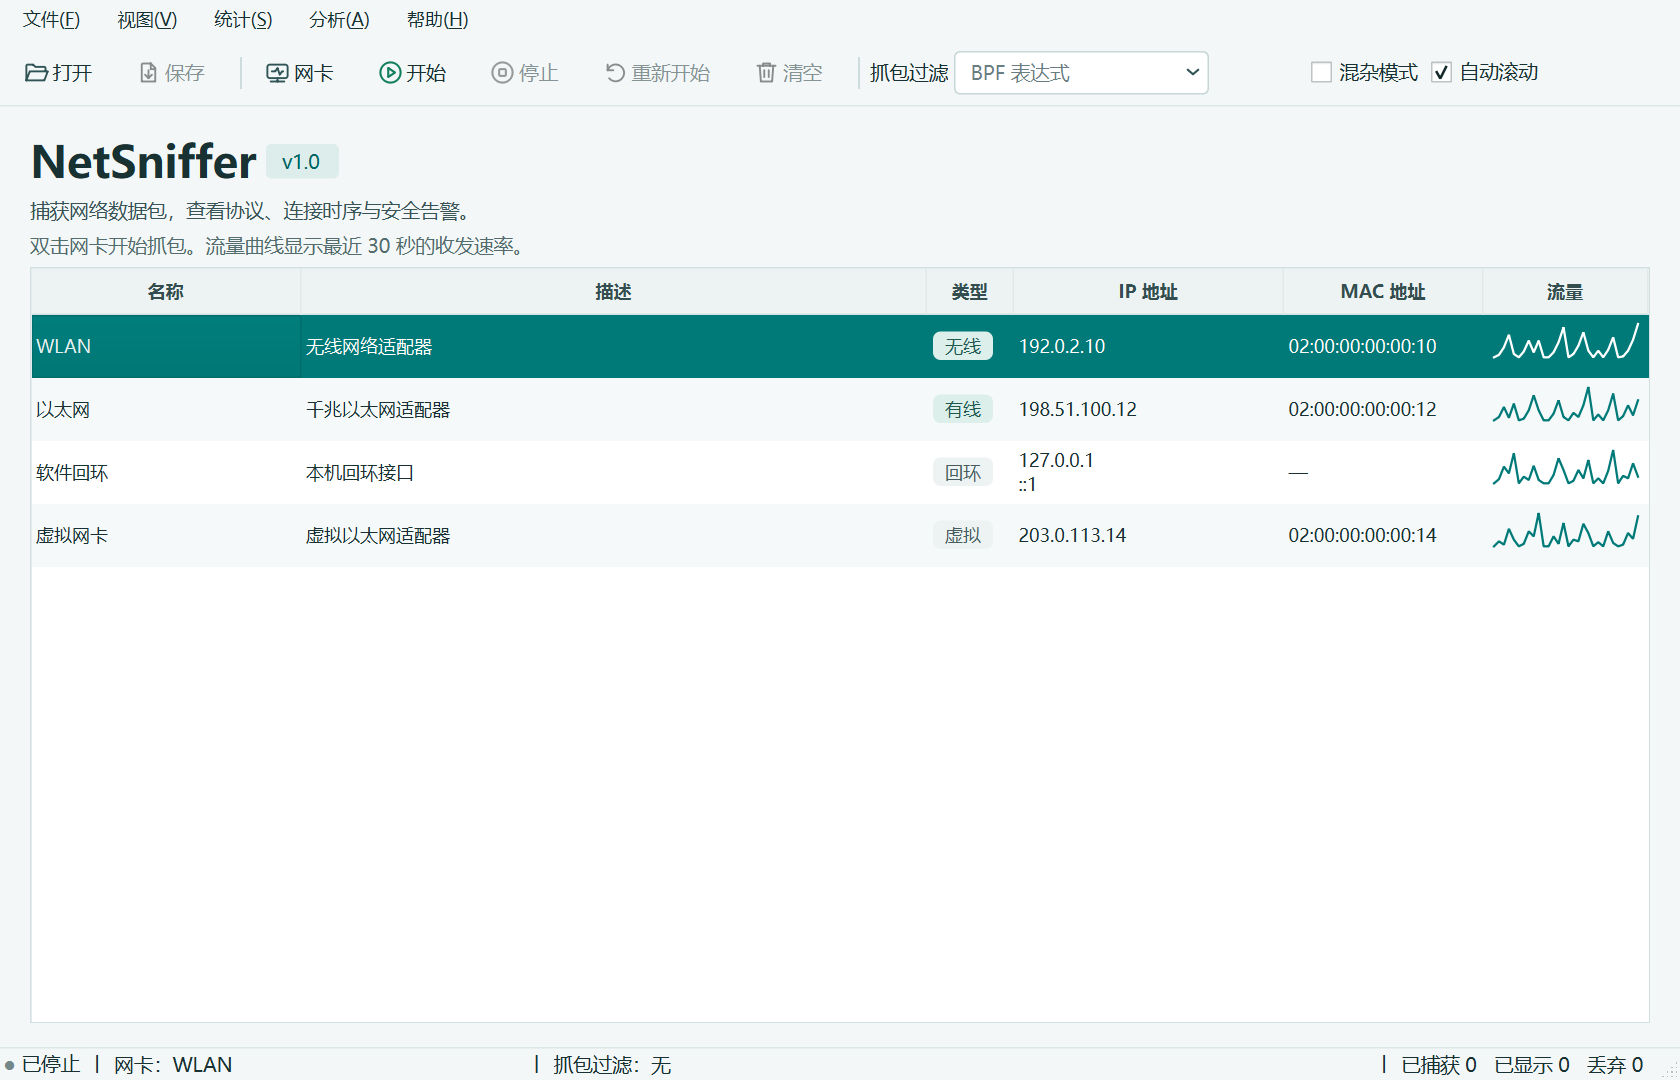 文件(F) 视图(V) 统计(S) 分析(A) 帮助(H)
打开 保存 网卡 开始 停止 重新开始 清空 抓包过滤 BPF 表达式 混杂模式 自动滚动
NetSniffer v1.0
捕获网络数据包，查看协议、连接时序与安全告警。
双击网卡开始抓包。流量曲线显示最近 30 秒的收发速率。
名称 描述 类型 IP 地址 MAC 地址 流量
WLAN 无线网络适配器 无线 192.0.2.10 02:00:00:00:00:10
以太网 千兆以太网适配器 有线 198.51.100.12 02:00:00:00:00:12
软件回环 本机回环接口 回环 127.0.0.1 —
::1
虚拟网卡 虚拟以太网适配器 虚拟 203.0.113.14 02:00:00:00:00:14
已停止 | 网卡：WLAN | 抓包过滤：无 | 已捕获 0 已显示 0 丢弃 0